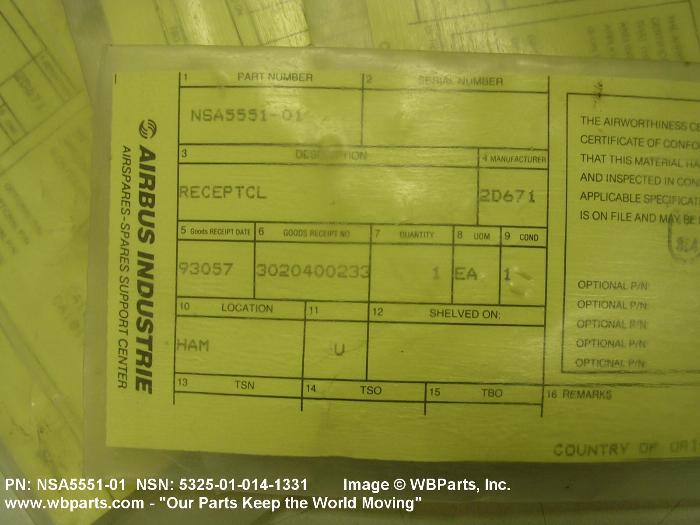 AIRBUS INDUSTRIE
AIRSPARES-SPARES SUPPORT CENTER
1 PART NUMBER
2 SERIAL NUMBER
NSA5551-01
3 DESCRIPTION
4 MANUFACTURER
RECEPTCL
2D671
5 Goods RECEIPT DATE
6 GOODS RECEIPT NO
7 QUANTITY
8 UOM
9 COND
93057
3020400233
1
EA
1
10 LOCATION
11
12 SHELVED ON:
HAM
U
13 TSN
14 TSO
15 TBO
16 REMARKS
THE AIRWORTHINESS CE
CERTIFICATE OF CONFO
THAT THIS MATERIAL HA
AND INSPECTED IN CON
APPLICABLE SPECIFICAT
IS ON FILE AND MAY BE
OPTIONAL P/N:
OPTIONAL P/N:
OPTIONAL P/N:
OPTIONAL P/N:
OPTIONAL P/N:
COUNTRY OF ORI
PN: NSA5551-01 NSN: 5325-01-014-1331 Image © WBParts, Inc.
www.wbparts.com - "Our Parts Keep the World Moving"